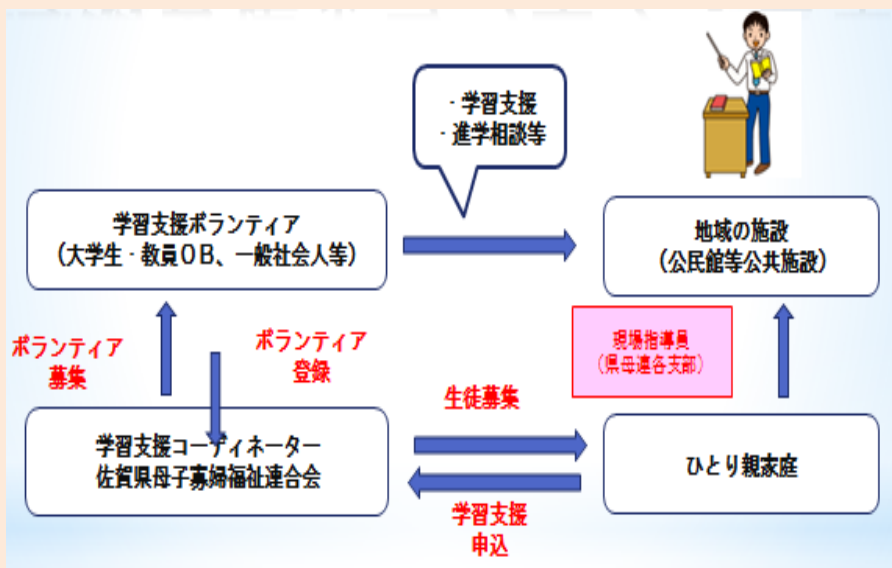 ・学習支援
・進学相談等
学習支援ボランティア
（大学生・教員ＯＢ、一般社会人等）
地域の施設
（公民館等公共施設）
ボランティア
募集
ボランティア
登録
現場指導員
（県母連各支部）
生徒募集
学習支援コーディネーター
佐賀県母子寡婦福祉連合会
ひとり親家庭
学習支援
申込